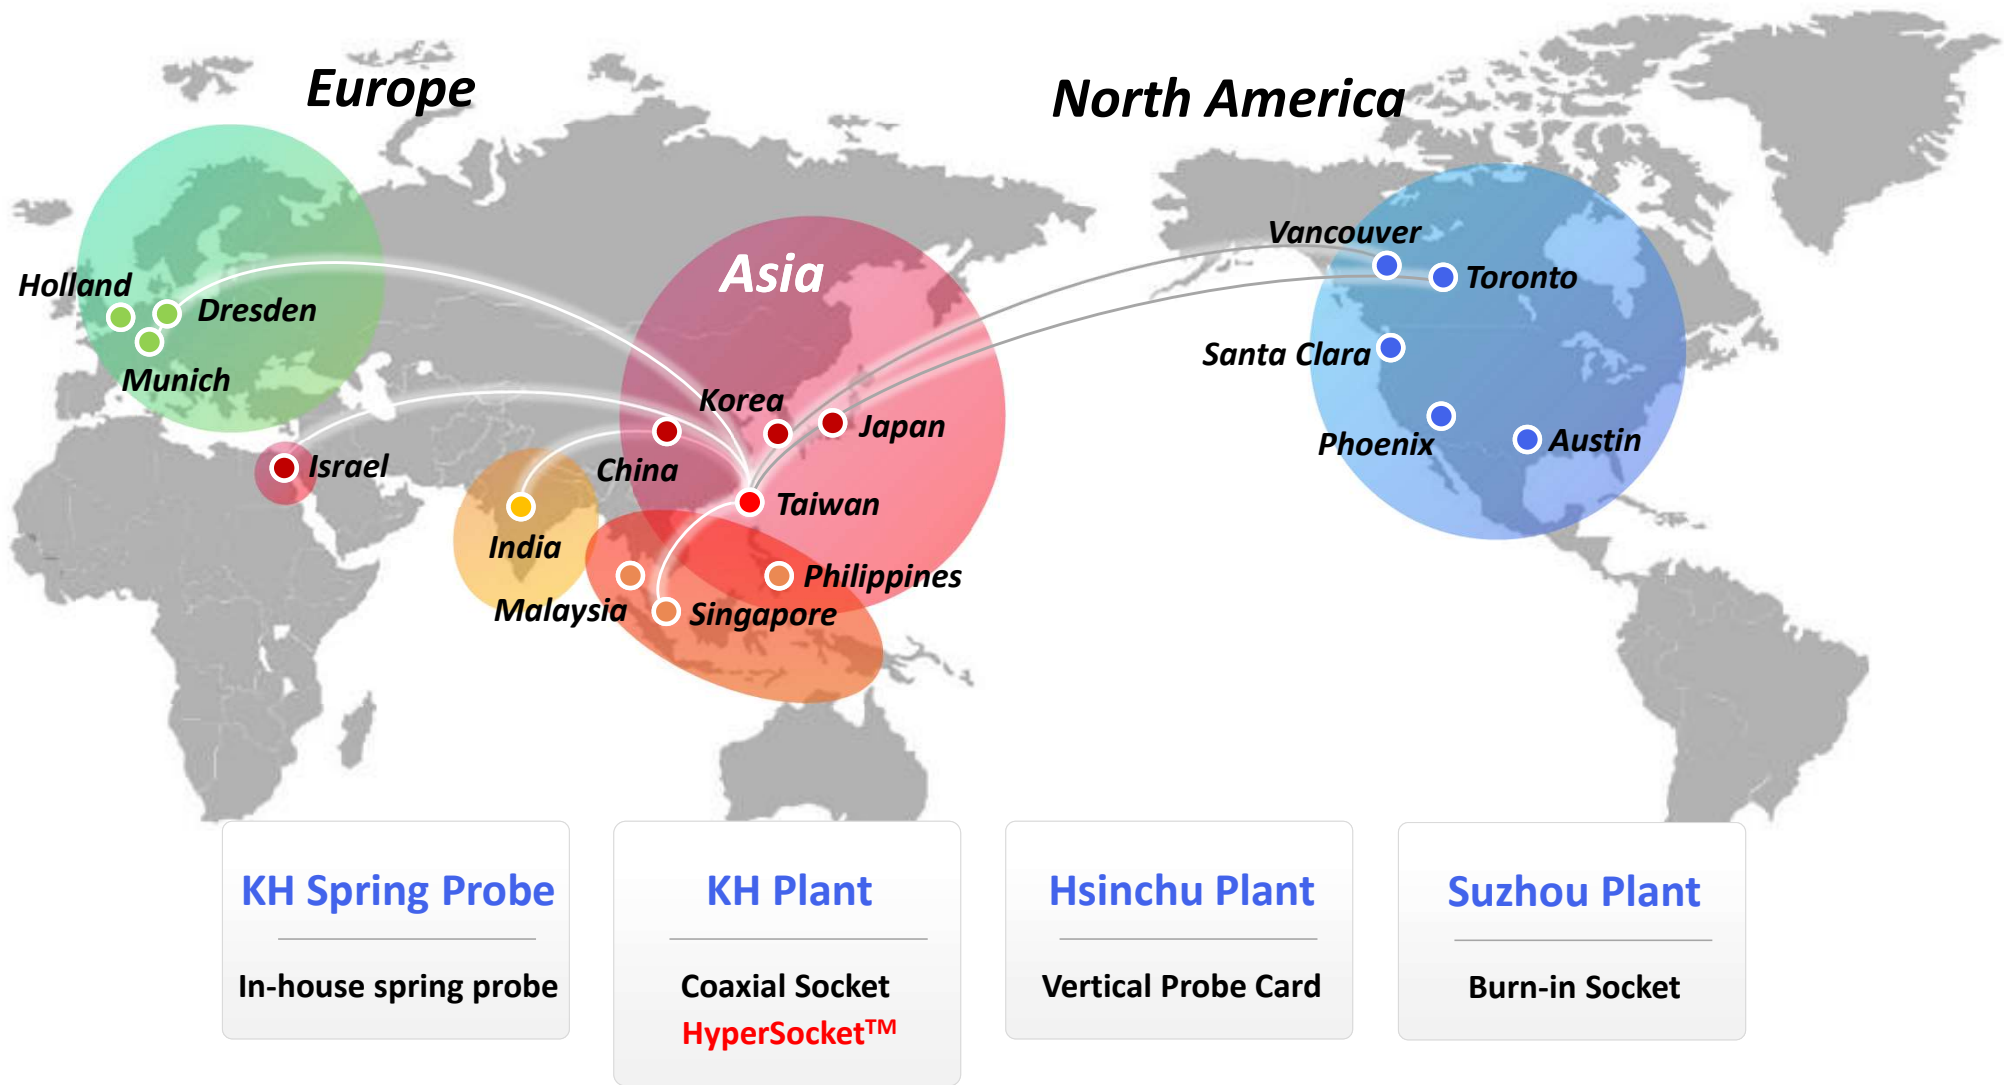 Europe
North America
Asia
Vancouver
Toronto
Holland
Dresden
Munich
Santa Clara
Korea
Japan
Phoenix
Austin
Israel
China
Taiwan
India
Malaysia
Singapore
Philippines
KH Spring Probe
In-house spring probe
KH Plant
Coaxial Socket
HyperSocket™
Hsinchu Plant
Vertical Probe Card
Suzhou Plant
Burn-in Socket